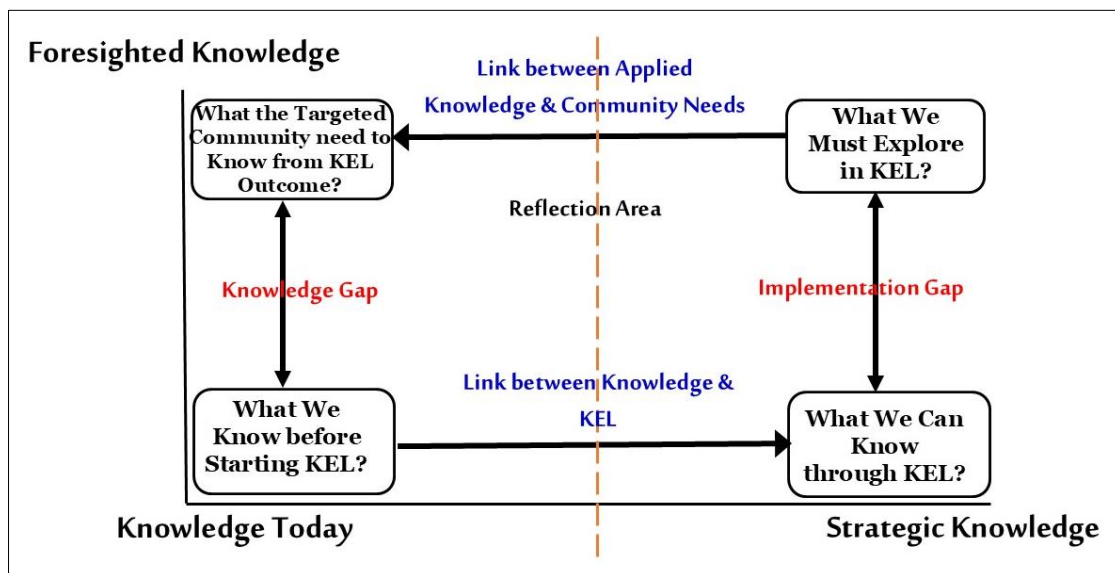 Foresighted Knowledge
Link between Applied
Knowledge & Community Needs
What the Targeted
Community need to
Know from KEL
Outcome?
What We
Must Explore
in KEL?
Reflection Area
Knowledge Gap
Implementation Gap
Link between Knowledge &
KEL
What We
Know before
Starting KEL?
What We Can
Know
through KEL?
Knowledge Today
Strategic Knowledge